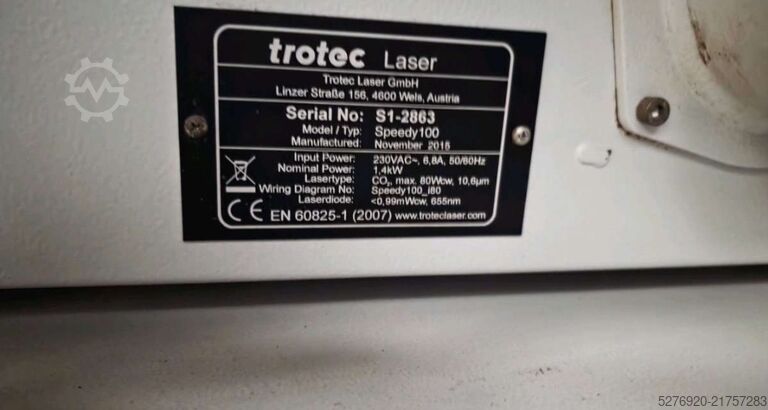 trotec Laser
Trotec Laser GmbH
Linzer Straße 156, 4600 Wels, Austria
Serial No: S1-2863
Model / Typ: Speedy100
Manufactured: November 2015
Input Power: 230VAC~, 6,8A, 50/60Hz
Nominal Power: 1,4kW
Lasertype: CO₂, max. 80Wcw, 10,6µm
Wiring Diagram No: Speedy100_i80
Laserdiode: <0,99mWcw, 655nm
CE EN 60825-1 (2007) www.troteclaser.com
5276920-21757283